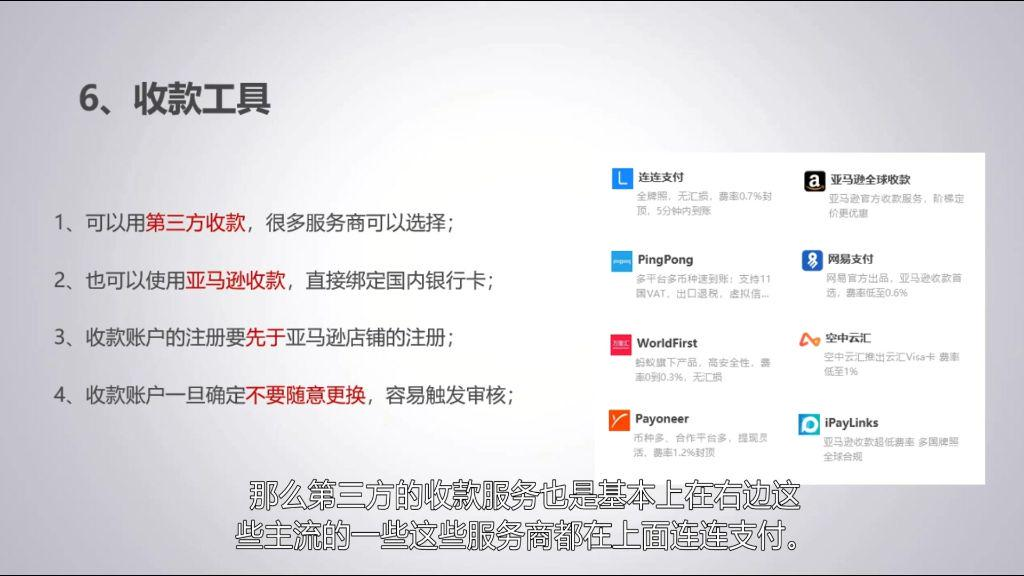 6、收款工具
1、可以用第三方收款，很多服务商可以选择；
2、也可以使用亚马逊收款，直接绑定国内银行卡；
3、收款账户的注册要先于亚马逊店铺的注册；
4、收款账户一旦确定不要随意更换，容易触发审核；
连连支付
全牌照，无汇损，费率0.7%封
顶，5分钟内到账
亚马逊全球收款
亚马逊官方收款服务，阶梯定
价更优惠
pingpong
PingPong
多平台多币种速到账；支持11
国VAT，出口退税，虚拟信...
网易支付
网易官方出品，亚马逊收款首
选，费率低至0.6%
万里汇
WorldFirst
蚂蚁旗下产品，高安全性，费
率0到0.3%，无汇损
空中云汇
空中云汇推出云汇Visa卡 费率
低至1%
Payoneer
币种多、合作平台多，提现灵
活，费率1.2%封顶
iPayLinks
亚马逊收款超低费率 多国牌照
全球合规
那么第三方的收款服务也是基本上在右边这
些主流的一些这些服务商都在上面连连支付。